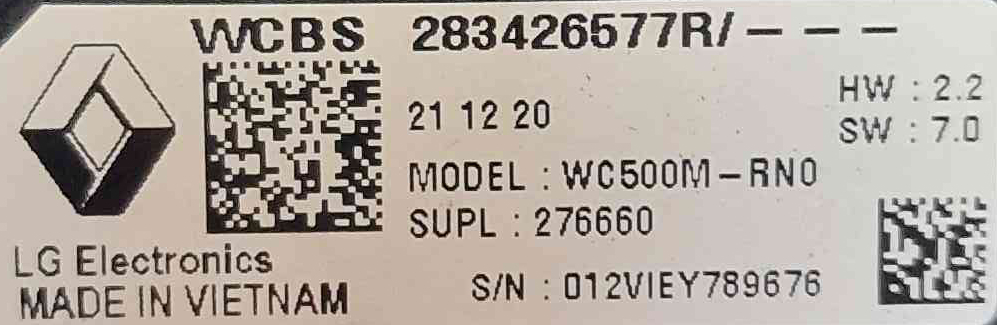 WCBS 283426577R/- - -
21 12 20
HW : 2.2
SW : 7.0
MODEL : WC500M-RN0
SUPL : 276660
LG Electronics
MADE IN VIETNAM
S/N : 012VIEY789676